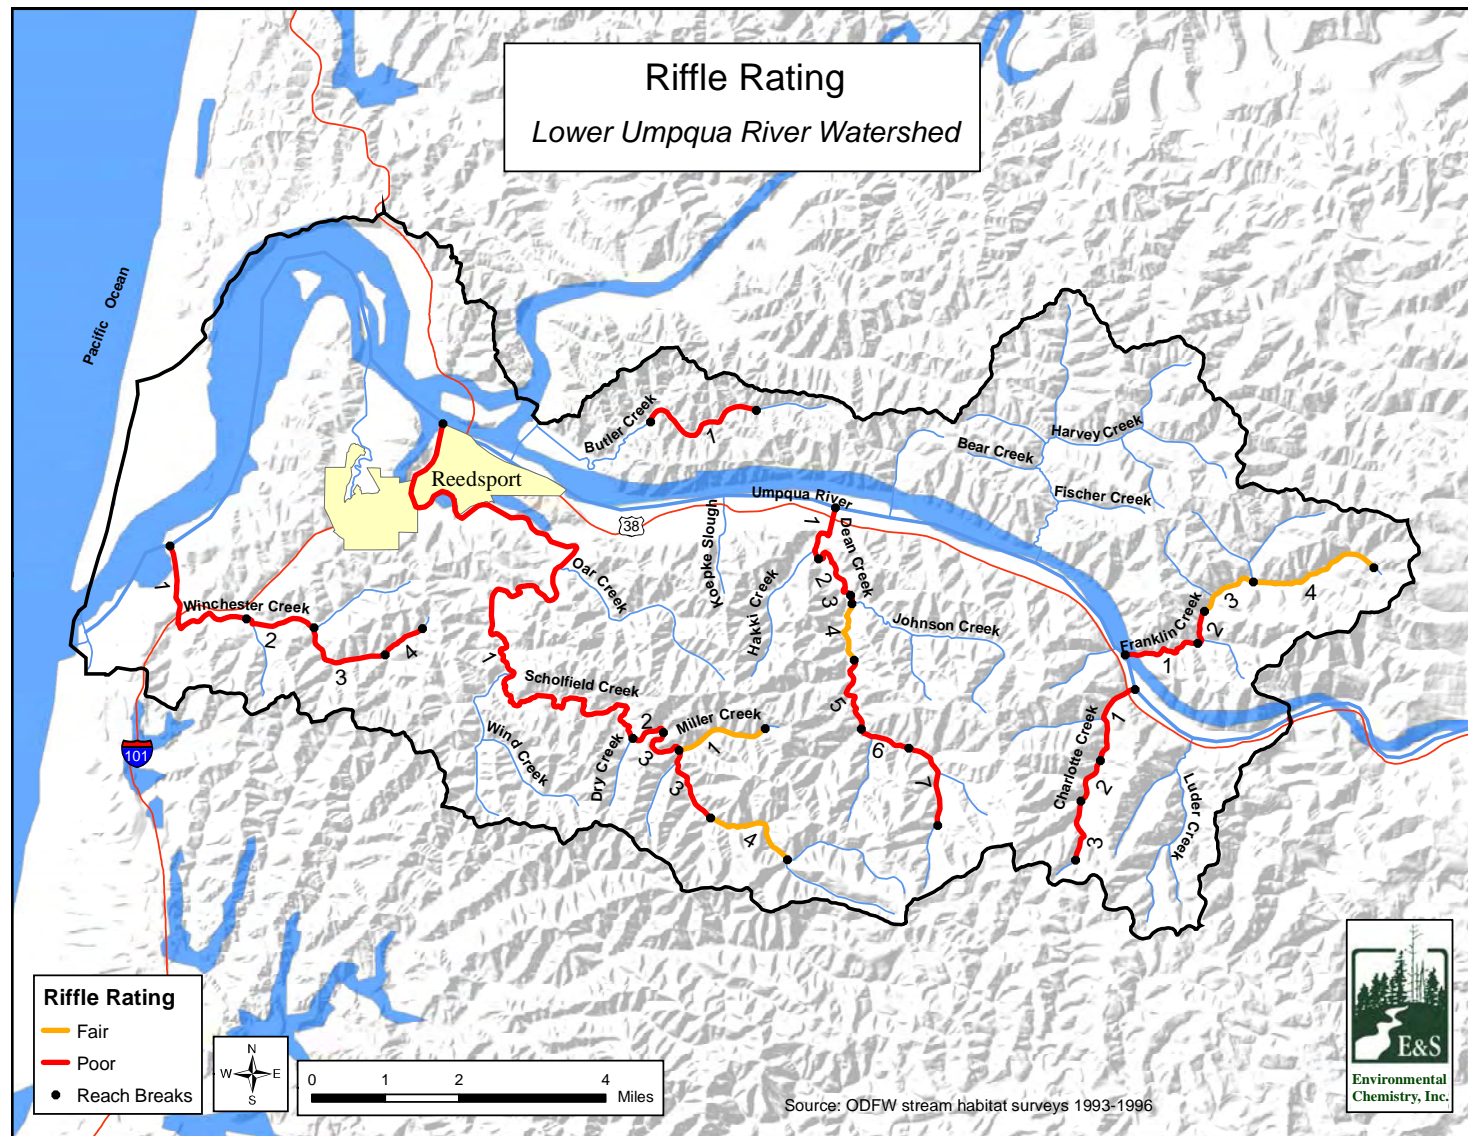 Riffle Rating
Lower Umpqua River Watershed
Pacific Ocean
Butler Creek
1
Harvey Creek
Bear Creek
Fischer Creek
Reedsport
38
Umpqua River
Koepke Slough
Hakki Creek
Dean Creek
1
2
3
4
5
6
7
Johnson Creek
Oar Creek
Winchester Creek
1
2
3
4
Franklin Creek
1
2
3
4
Scholfield Creek
1
2
3
3
4
Miller Creek
1
Wind Creek
Dry Creek
Charlotte Creek
1
2
3
Luder Creek
101
Riffle Rating
Fair
Poor
Reach Breaks
N
W E
S
0 1 2 4
Miles
Source: ODFW stream habitat surveys 1993-1996
E&S
Environmental
Chemistry, Inc.